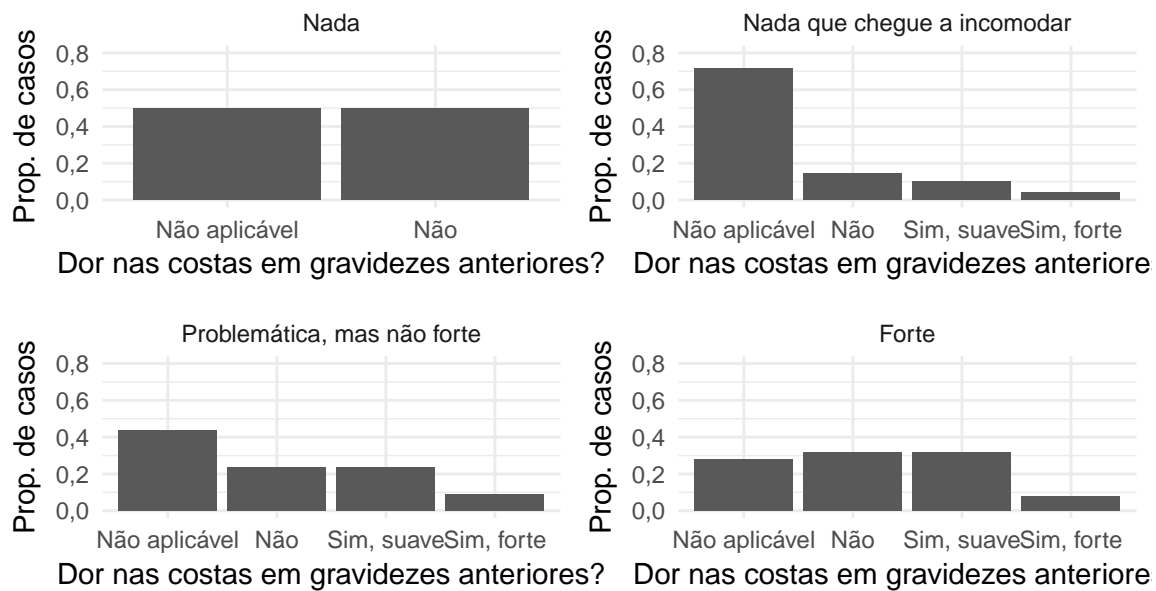 Nada
Prop. de casos
0,8
0,6
0,4
0,2
0,0
Não aplicável Não
Dor nas costas em gravidezes anteriores?
Nada que chegue a incomodar
Prop. de casos
0,8
0,6
0,4
0,2
0,0
Não aplicável Não Sim, suave Sim, forte
Dor nas costas em gravidezes anteriores
Problemática, mas não forte
Prop. de casos
0,8
0,6
0,4
0,2
0,0
Não aplicável Não Sim, suave Sim, forte
Dor nas costas em gravidezes anteriores?
Forte
Prop. de casos
0,8
0,6
0,4
0,2
0,0
Não aplicável Não Sim, suave Sim, forte
Dor nas costas em gravidezes anteriores